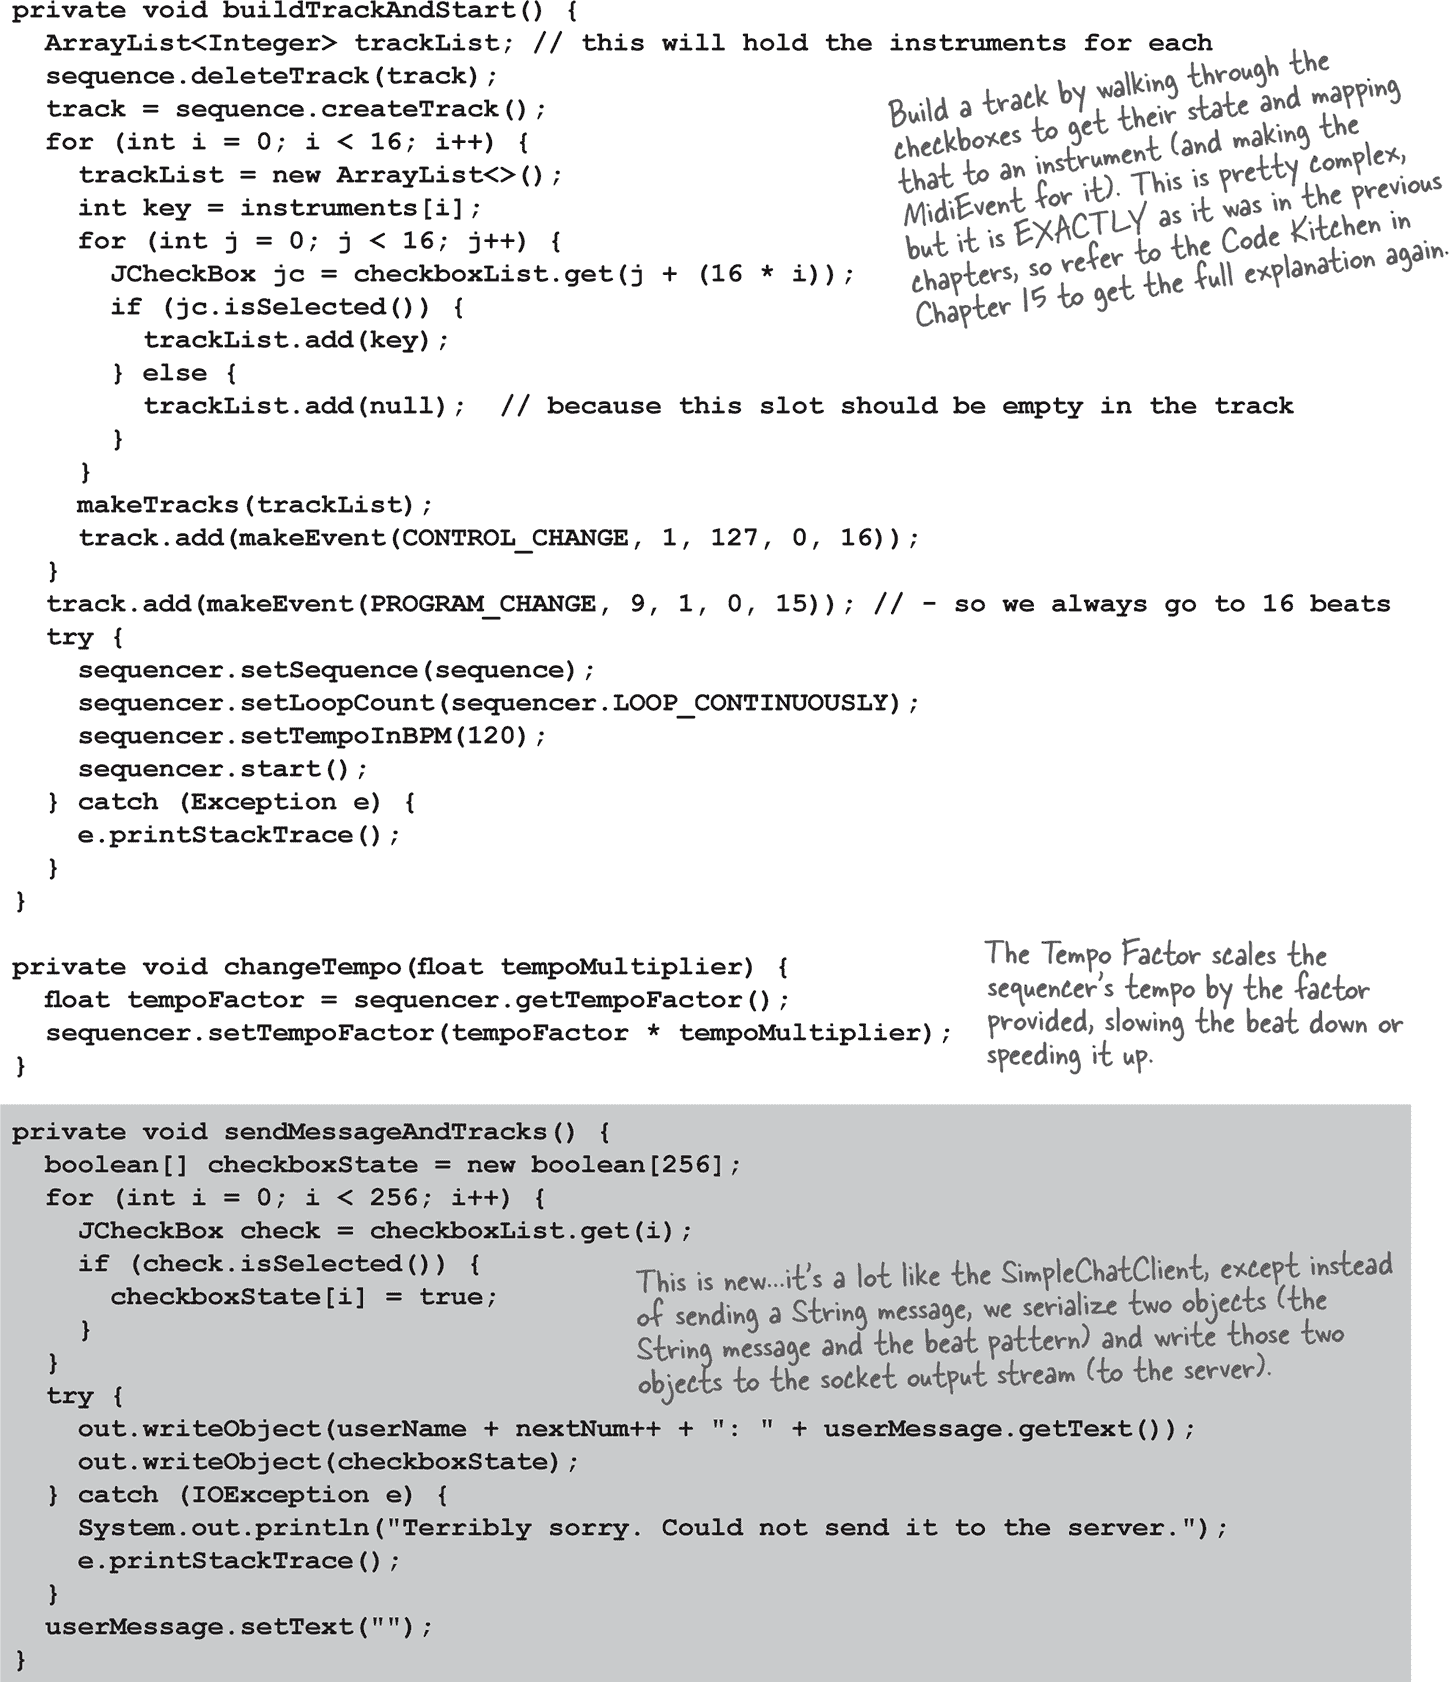 private void buildTrackAndStart() {
  ArrayList<Integer> trackList; // this will hold the instruments for each
  sequence.deleteTrack(track);
  track = sequence.createTrack();
  for (int i = 0; i < 16; i++) {
    trackList = new ArrayList<>();
    int key = instruments[i];
    for (int j = 0; j < 16; j++) {
      JCheckBox jc = checkboxList.get(j + (16 * i));
      if (jc.isSelected()) {
        trackList.add(key);
      } else {
        trackList.add(null);  // because this slot should be empty in the track
      }
    }
    makeTracks(trackList);
    track.add(makeEvent(CONTROL_CHANGE, 1, 127, 0, 16));
  }
  track.add(makeEvent(PROGRAM_CHANGE, 9, 1, 0, 15)); // - so we always go to 16 beats
  try {
    sequencer.setSequence(sequence);
    sequencer.setLoopCount(sequencer.LOOP_CONTINUOUSLY);
    sequencer.setTempoInBPM(120);
    sequencer.start();
  } catch (Exception e) {
    e.printStackTrace();
  }
}
Build a track by walking through the
checkboxes to get their state and mapping
that to an instrument (and making the
MidiEvent for it). This is pretty complex,
but it is EXACTLY as it was in the previous
chapters, so refer to the Code Kitchen in
Chapter 15 to get the full explanation again.
private void changeTempo(float tempoMultiplier) {
  float tempoFactor = sequencer.getTempoFactor();
  sequencer.setTempoFactor(tempoFactor * tempoMultiplier);
}
The Tempo Factor scales the
sequencer's tempo by the factor
provided, slowing the beat down or
speeding it up.
private void sendMessageAndTracks() {
  boolean[] checkboxState = new boolean[256];
  for (int i = 0; i < 256; i++) {
    JCheckBox check = checkboxList.get(i);
    if (check.isSelected()) {
      checkboxState[i] = true;
    }
  }
  try {
    out.writeObject(userName + nextNum++ + ": " + userMessage.getText());
    out.writeObject(checkboxState);
  } catch (IOException e) {
    System.out.println("Terribly sorry. Could not send it to the server.");
    e.printStackTrace();
  }
  userMessage.setText("");
}
This is new...it's a lot like the SimpleChatClient, except instead
of sending a String message, we serialize two objects (the
String message and the beat pattern) and write those two
objects to the socket output stream (to the server).